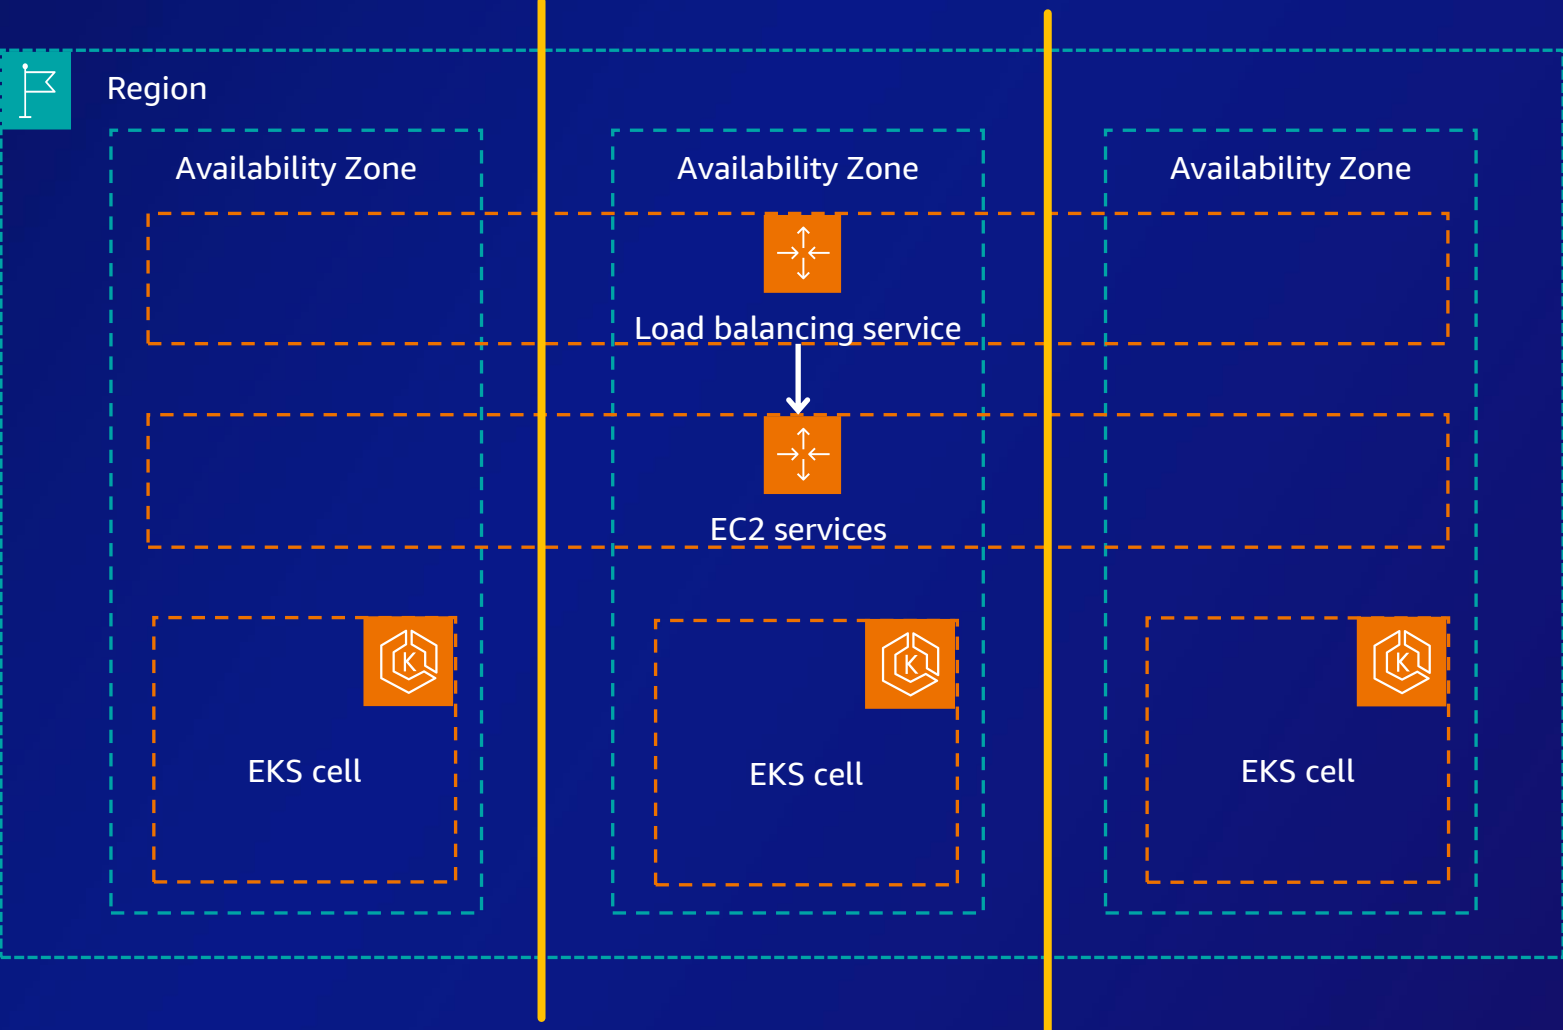 Region
Availability Zone
Availability Zone
Availability Zone
Load balancing service
EC2 services
K
EKS cell
K
EKS cell
K
EKS cell